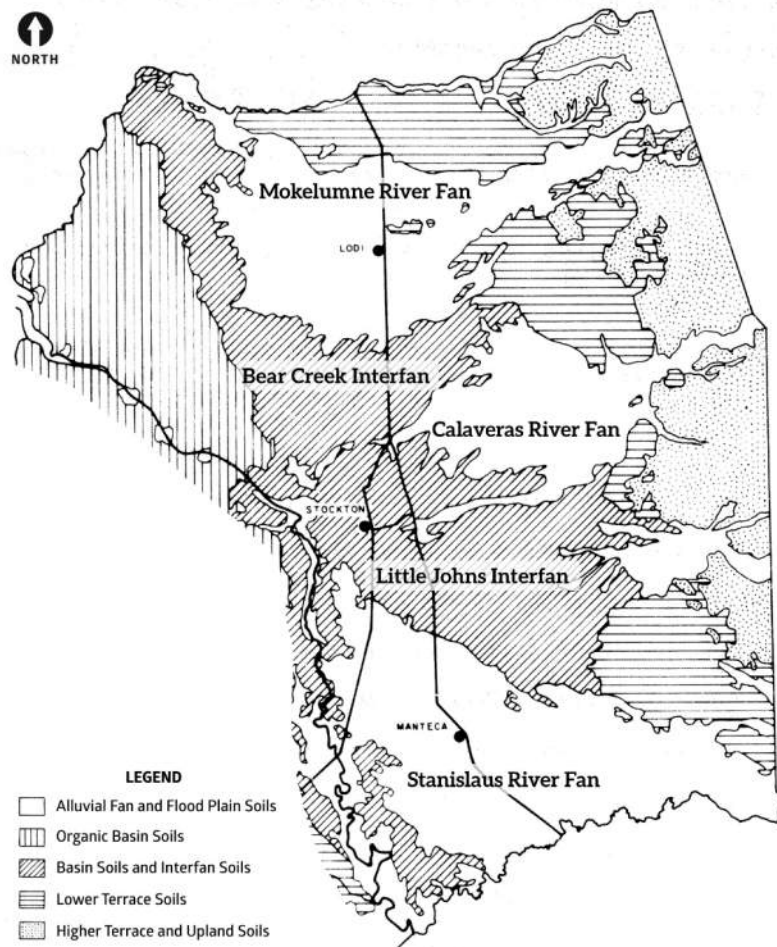 NORTH
Mokelumne River Fan
LODI
Bear Creek Interfan
Calaveras River Fan
STOCKTON
Little Johns Interfan
MANTECA
Stanislaus River Fan
LEGEND
Alluvial Fan and Flood Plain Soils
Organic Basin Soils
Basin Soils and Interfan Soils
Lower Terrace Soils
Higher Terrace and Upland Soils